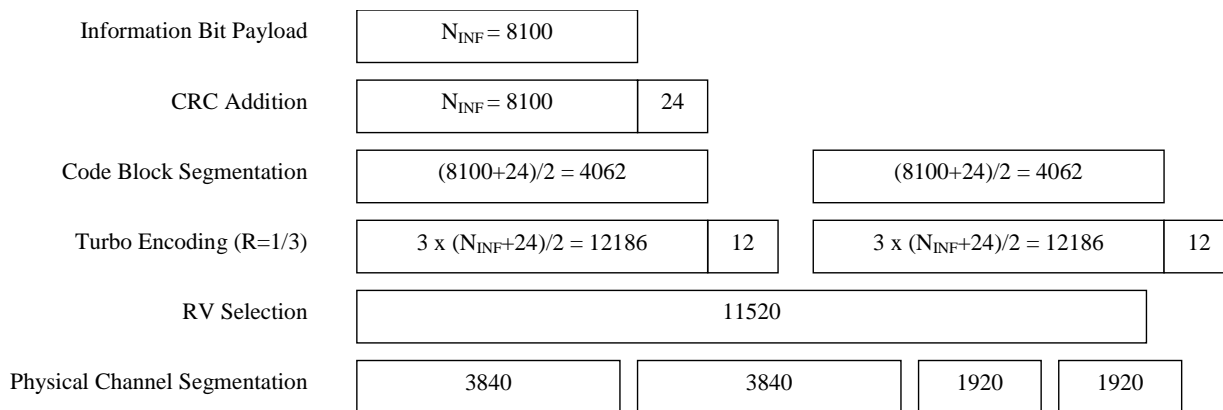 Information Bit Payload N_INF = 8100
CRC Addition N_INF = 8100 24
Code Block Segmentation (8100+24)/2 = 4062 (8100+24)/2 = 4062
Turbo Encoding (R=1/3) 3 x (N_INF+24)/2 = 12186 12 3 x (N_INF+24)/2 = 12186 12
RV Selection 11520
Physical Channel Segmentation 3840 3840 1920 1920